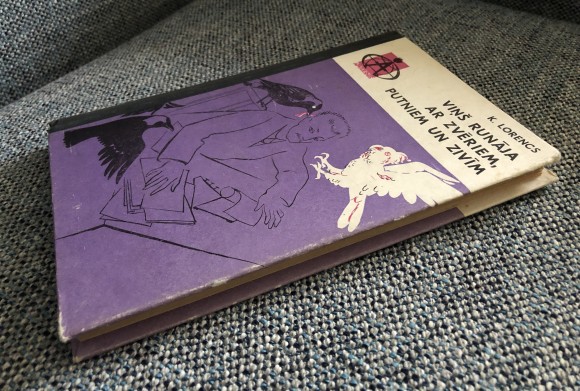 K. LORENCS
VIŅŠ RUNĀJA
AR ZVĒRIEM,
PUTNIEM UN ZIVĪM